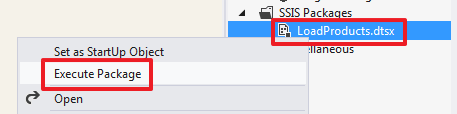 SSIS Packages
LoadProducts.dtsx
Set as StartUp Object
Execute Package
Open